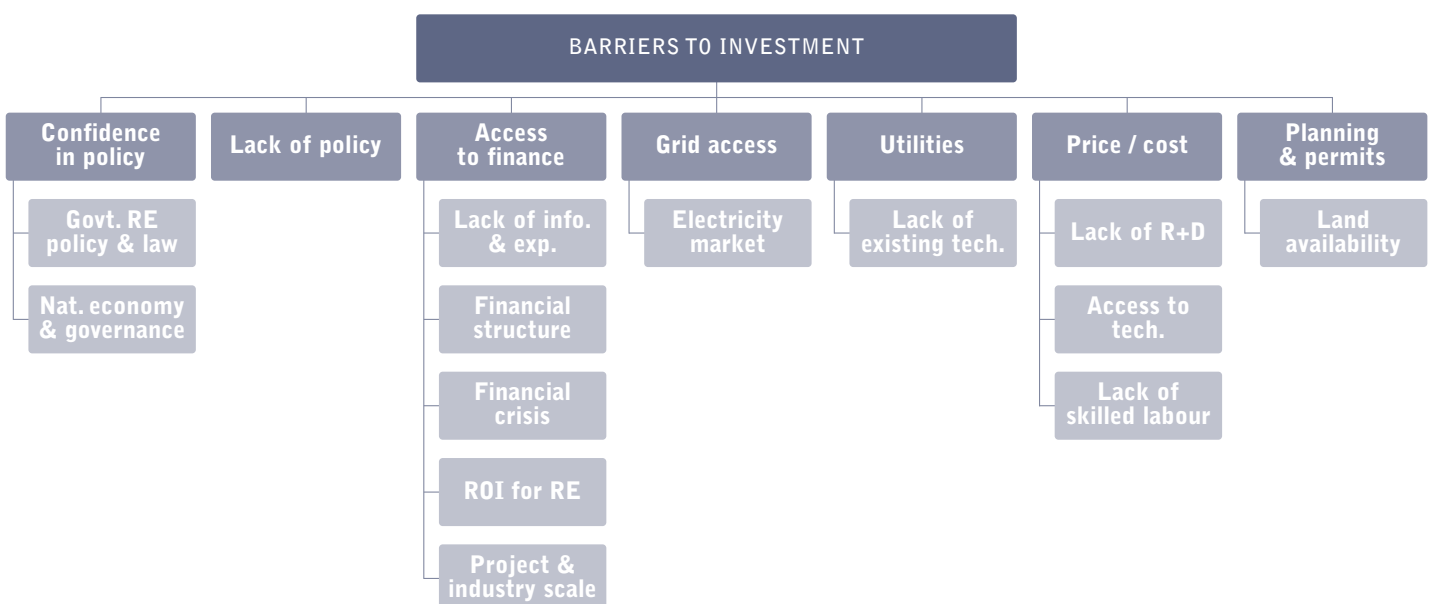 BARRIERS TO INVESTMENT
Confidence
in policy
Lack of policy
Access
to finance
Grid access
Utilities
Price / cost
Planning
& permits
Govt. RE
policy & law
Nat. economy
& governance
Lack of info.
& exp.
Financial
structure
Financial
crisis
ROI for RE
Project &
industry scale
Electricity
market
Lack of
existing tech.
Lack of R+D
Access to
tech.
Lack of
skilled labour
Land
availability